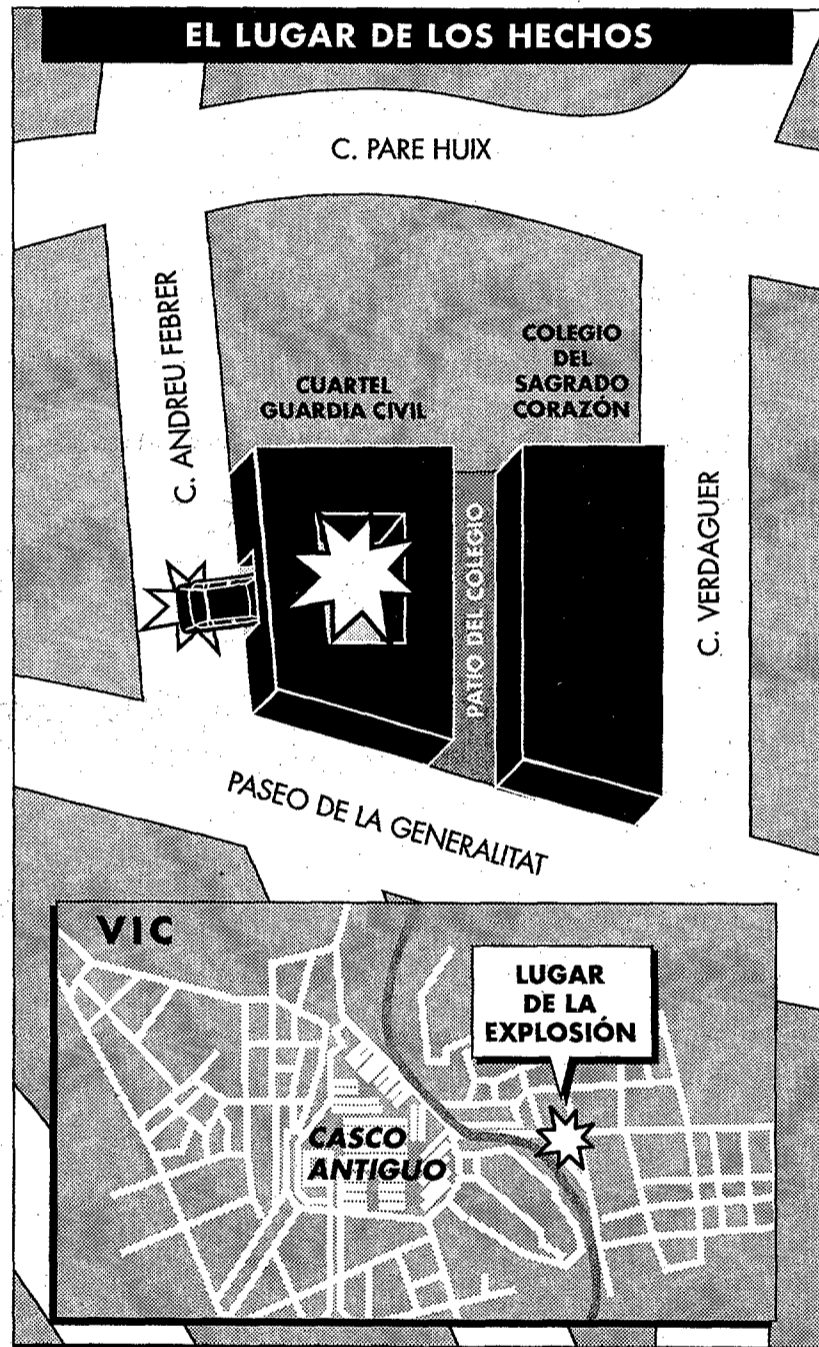 EL LUGAR DE LOS HECHOS
C. PARE HUIX
C. ANDREU FEBRER
CUARTEL
GUARDIA CIVIL
COLEGIO
DEL
SAGRADO
CORAZÓN
PATIO DEL COLEGIO
C. VERDAGUER
PASEO DE LA GENERALITAT
VIC
LUGAR
DE LA
EXPLOSIÓN
CASCO
ANTIGUO